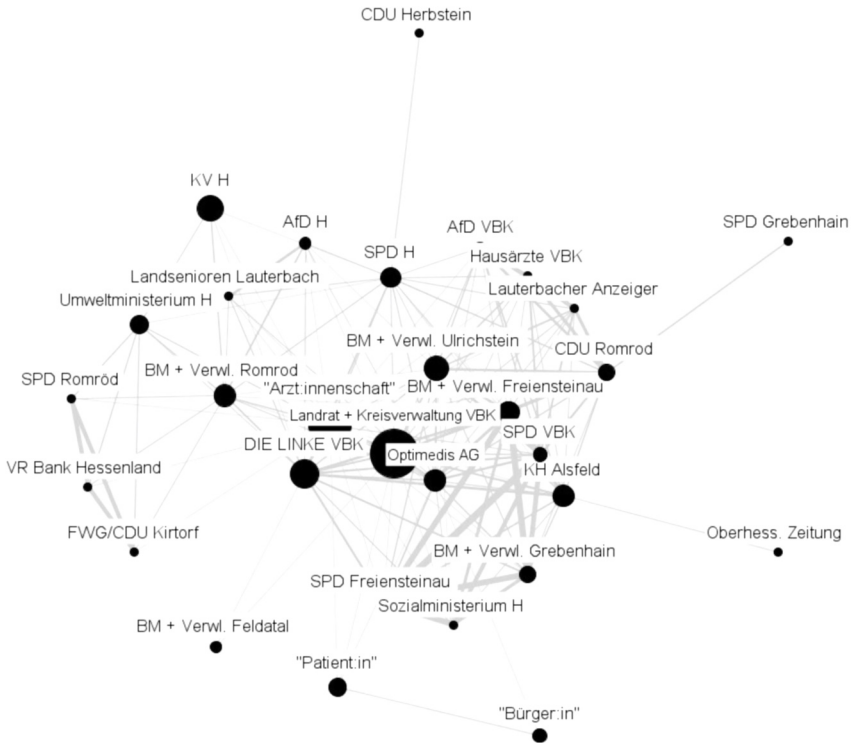 CDU Herbstein
KV H
AfD H
AfD VBK
SPD Grebenhain
SPD H
Hausärzte VBK
Landsenioren Lauterbach
Lauterbacher Anzeiger
Umweltministerium H
BM + Verwl. Ulrichstein
CDU Romrod
SPD Romröd
BM + Verwl. Romrod
"Arzt:innenschaft"
BM + Verwl. Freiensteinau
Landrat + Kreisverwaltung VBK
SPD VBK
DIE LINKE VBK
Optimedis AG
VR Bank Hessenland
KH Alsfeld
FWG/CDU Kirtorf
Oberhess. Zeitung
BM + Verwl. Grebenhain
SPD Freiensteinau
Sozialministerium H
BM + Verwl. Feldatal
"Patient:in"
"Bürger:in"